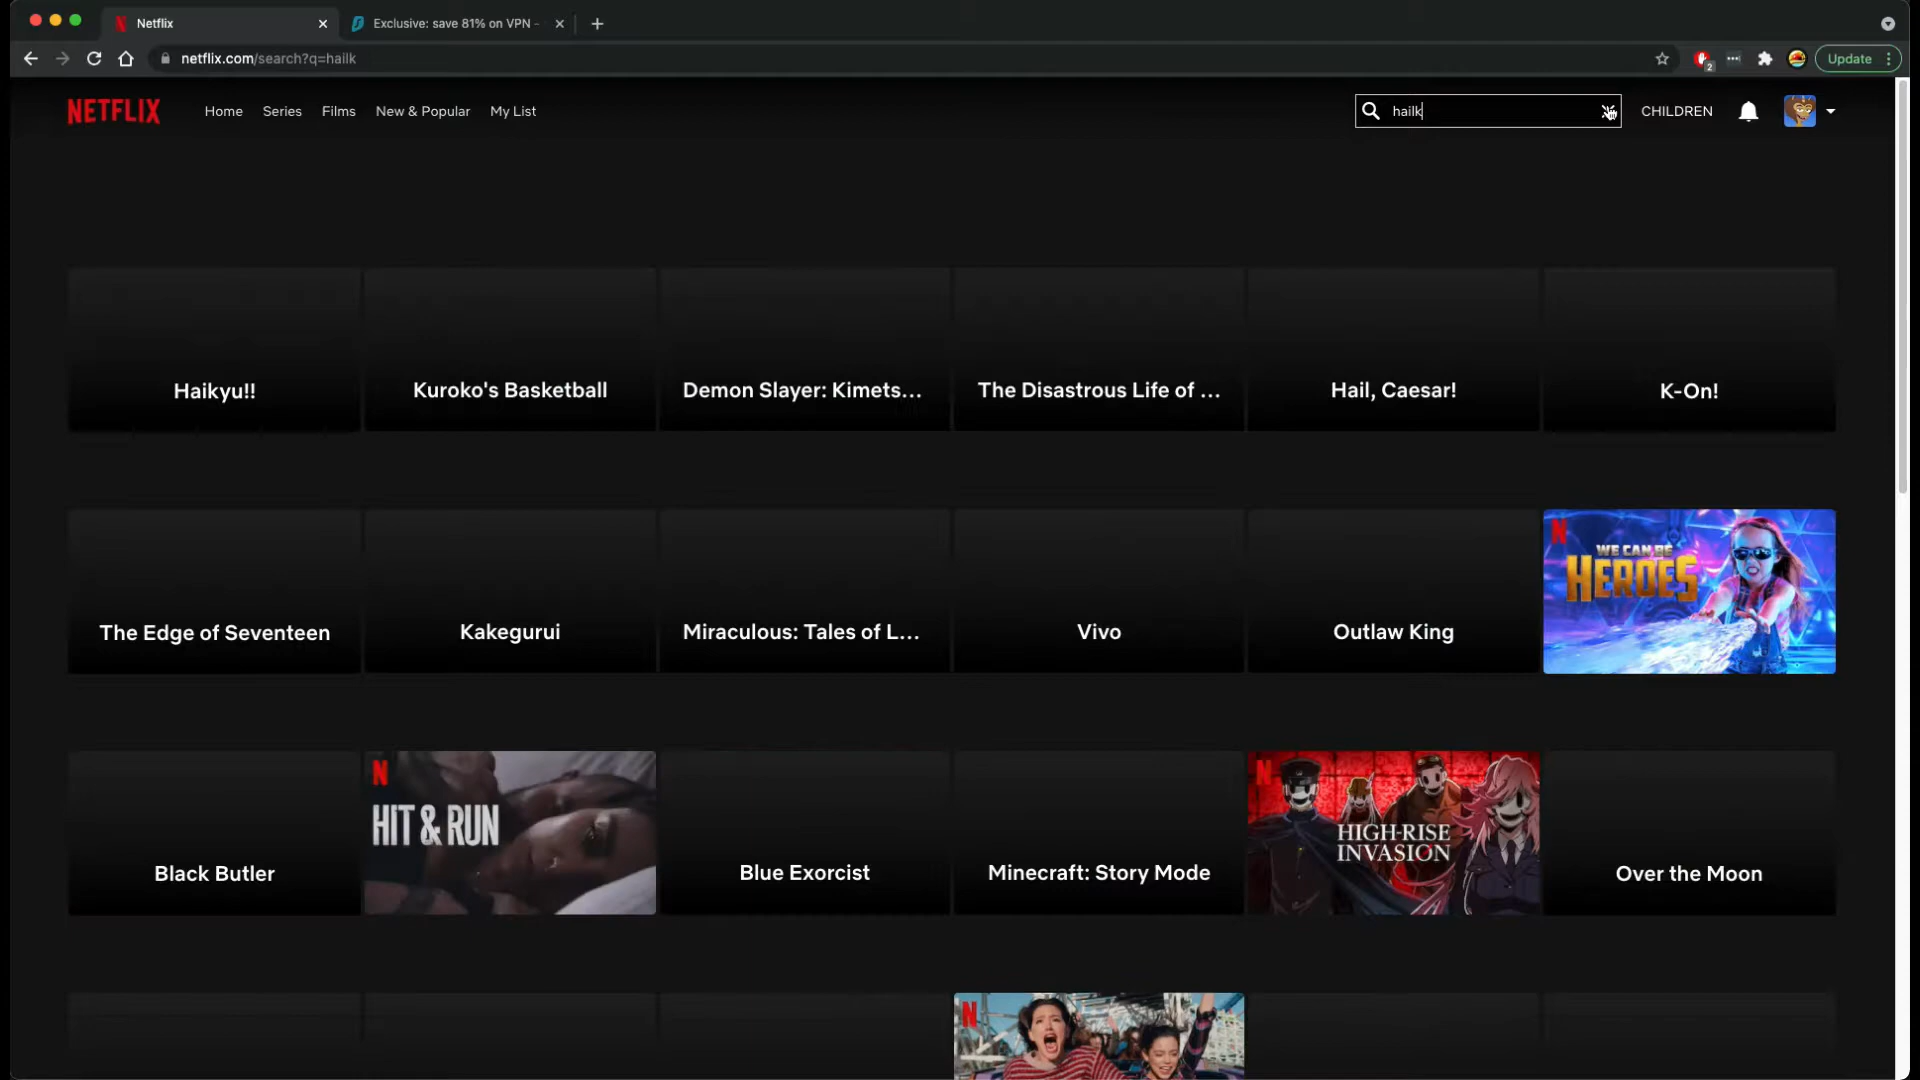 Netflix
Exclusive: save 81% on VPN -
netflix.com/search?q=hailk
2
Update
NETFLIX
Home
Series
Films
New & Popular
My List
hailk
CHILDREN
Haikyu!!
Kuroko's Basketball
Demon Slayer: Kimets...
The Disastrous Life of ...
Hail, Caesar!
K-On!
The Edge of Seventeen
Kakegurui
Miraculous: Tales of L...
Vivo
Outlaw King
N
WE CAN BE
HEROES
Black Butler
N
HIT & RUN
Blue Exorcist
Minecraft: Story Mode
N
HIGH-RISE
INVASION
Over the Moon
N